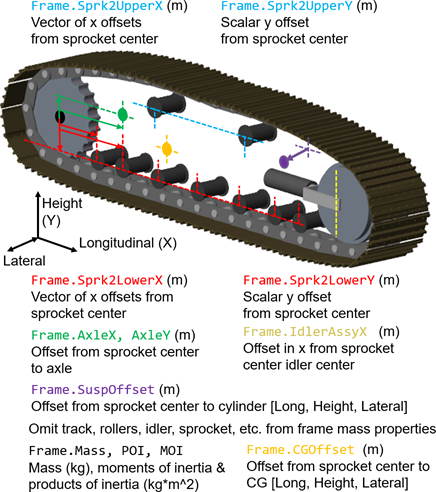 Frame.Sprk2UpperX (m)
Vector of x offsets
from sprocket center
Frame.Sprk2UpperY (m)
Scalar y offset
from sprocket center
Height
(Y)
Longitudinal (X)
Lateral
Frame.Sprk2LowerX (m)
Vector of x offsets from
sprocket center
Frame.Sprk2LowerY (m)
Scalar y offset
from sprocket center
Frame.AxleX, AxleY (m)
Offset from sprocket center
to axle
Frame.IdlerAssyX (m)
Offset in x from sprocket
center idler center
Frame.SuspOffset (m)
Offset from sprocket center to cylinder [Long, Height, Lateral]
Omit track, rollers, idler, sprocket, etc. from frame mass properties
Frame.Mass, POI, MOI
Mass (kg), moments of inertia &
products of inertia (kg*m^2)
Frame.CGOffset (m)
Offset from sprocket center to
CG [Long, Height, Lateral]